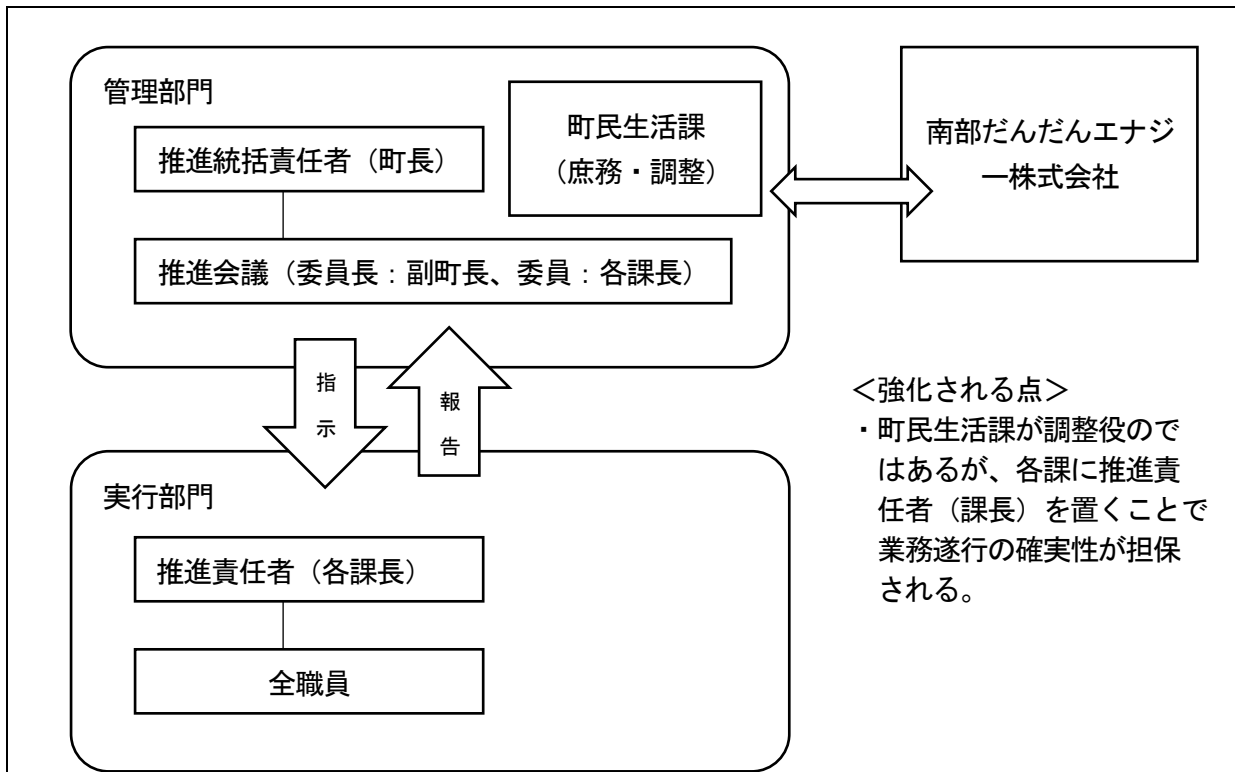 管理部門
推進統括責任者（町長）
町民生活課
（庶務・調整）
推進会議（委員長：副町長、委員：各課長）
南部だんだんエナジ
ー株式会社
指
示
報
告
＜強化される点＞
・町民生活課が調整役ので
はあるが、各課に推進責
任者（課長）を置くことで
業務遂行の確実性が担保
される。
実行部門
推進責任者（各課長）
全職員